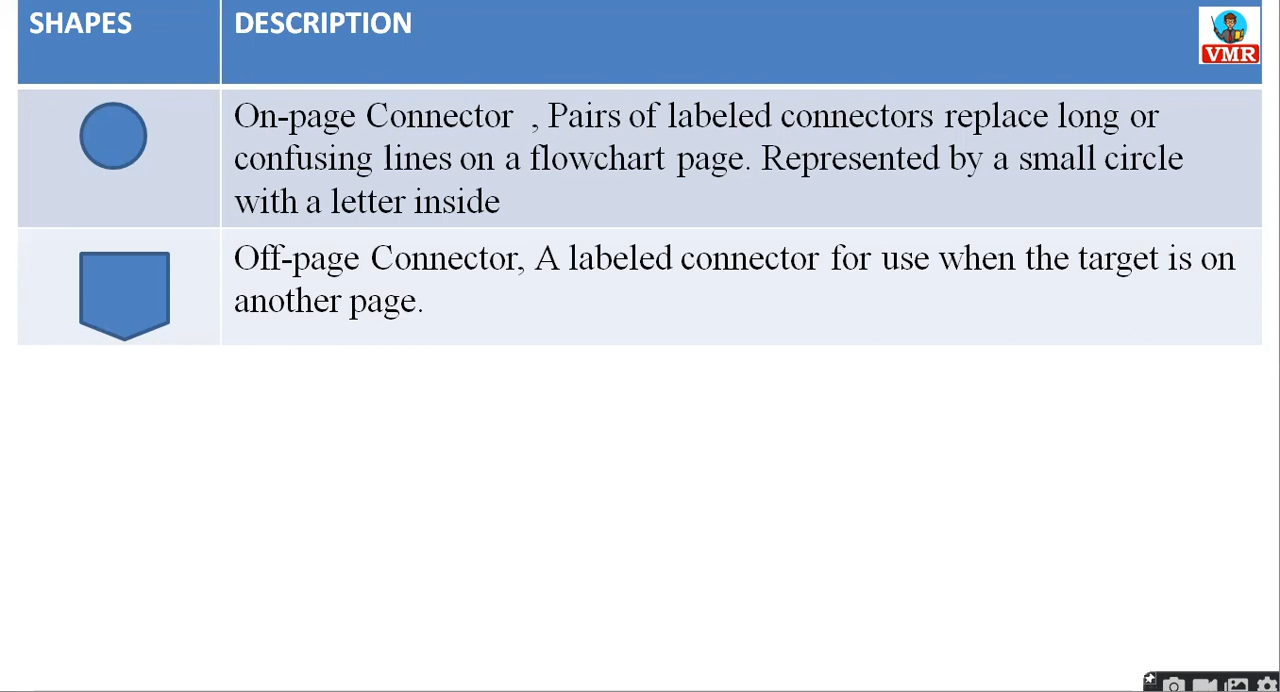 SHAPES
DESCRIPTION
VMR
On-page Connector , Pairs of labeled connectors replace long or
confusing lines on a flowchart page. Represented by a small circle
with a letter inside
Off-page Connector, A labeled connector for use when the target is on
another page.